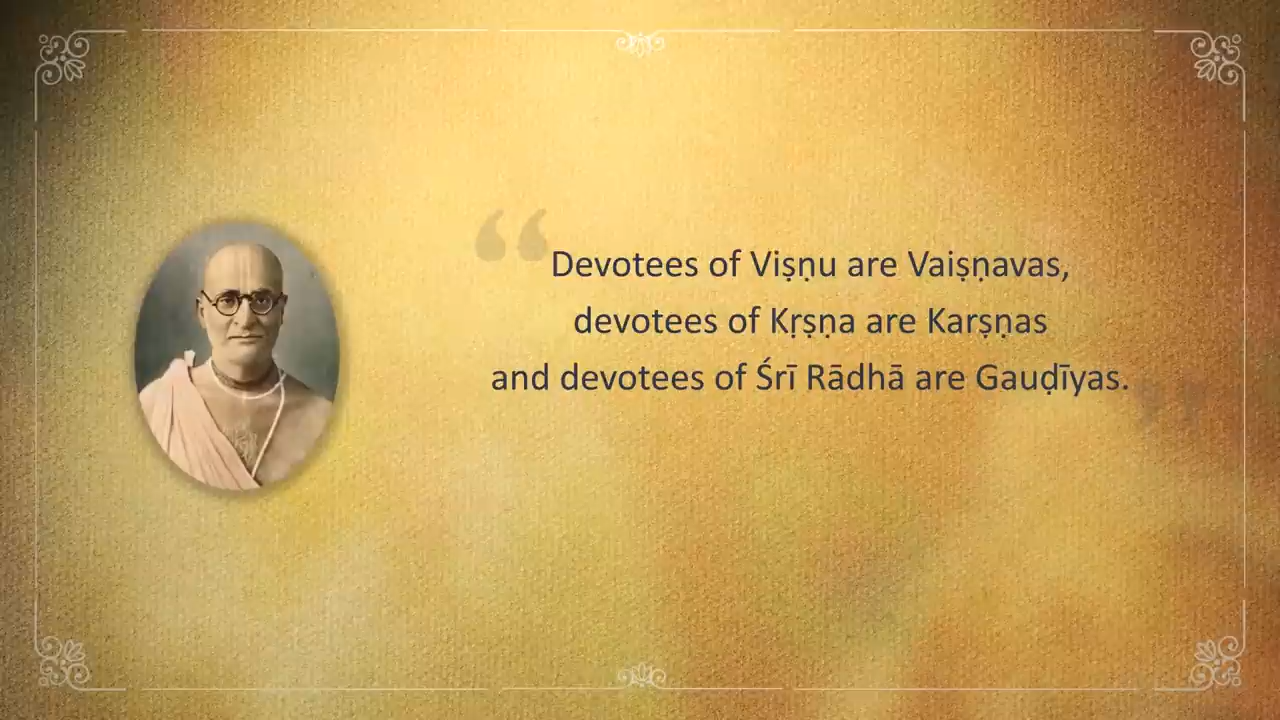 Devotees of Viṣṇu are Vaiṣṇavas,
devotees of Kṛṣṇa are Karṣṇas
and devotees of Śrī Rādhā are Gauḍīyas.